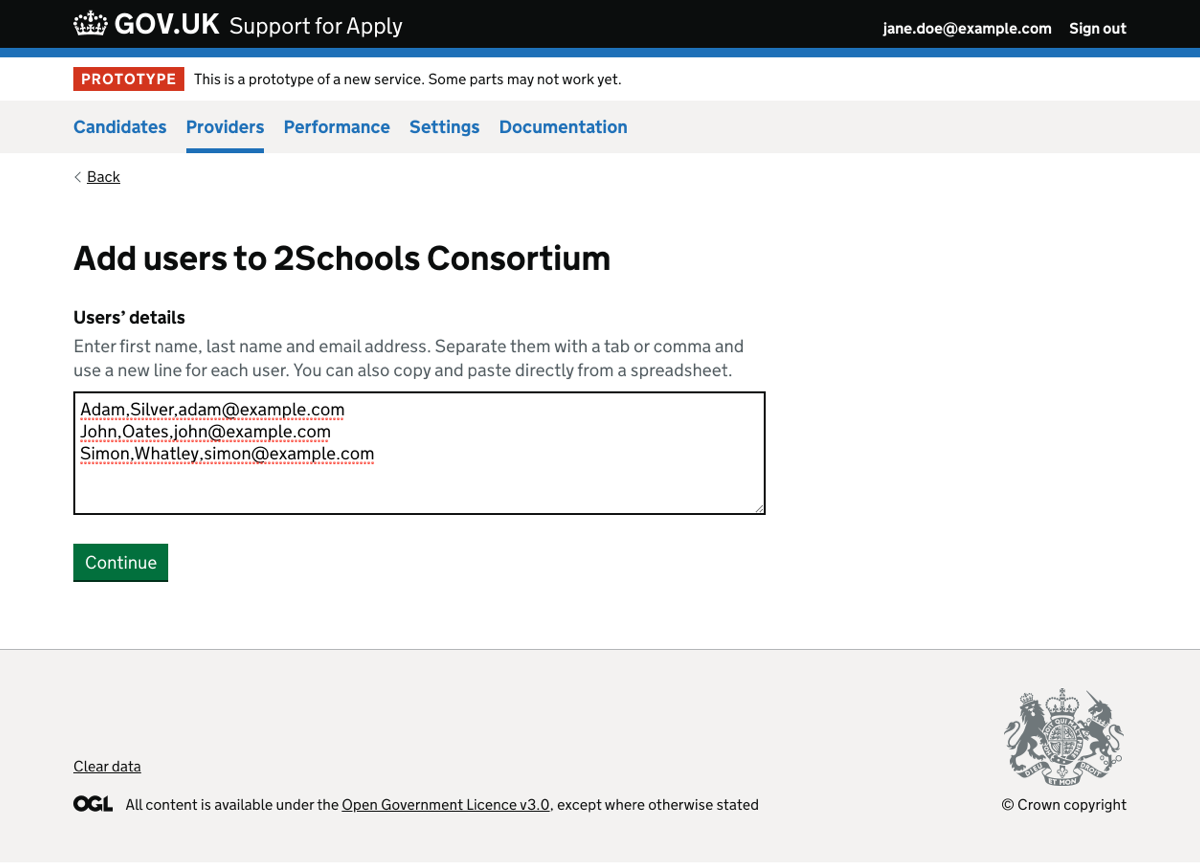 GOV.UK Support for Apply
jane.doe@example.com Sign out
PROTOTYPE This is a prototype of a new service. Some parts may not work yet.
Candidates Providers Performance Settings Documentation
Back
Add users to 2Schools Consortium
Users’ details
Enter first name, last name and email address. Separate them with a tab or comma and
use a new line for each user. You can also copy and paste directly from a spreadsheet.
Adam,Silver,adam@example.com
John,Oates,john@example.com
Simon,Whatley,simon@example.com
Continue
Clear data
OGL All content is available under the Open Government Licence v3.0, except where otherwise stated
DIEU ET MON DROIT
© Crown copyright